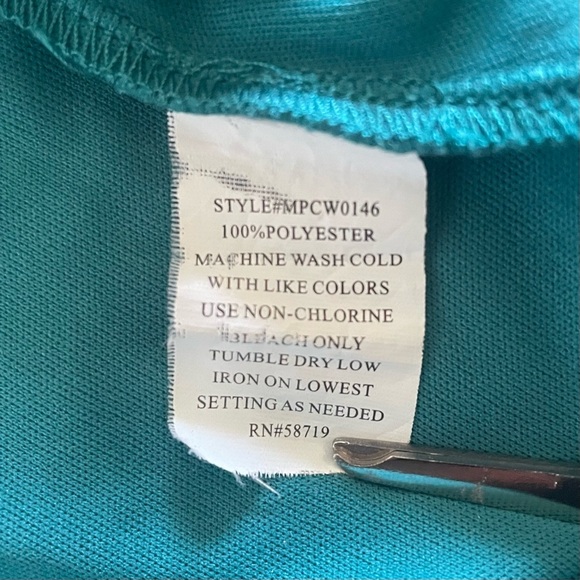 STYLE#MPCW0146
100%POLYESTER
MACHINE WASH COLD
WITH LIKE COLORS
USE NON-CHLORINE
BLEACH ONLY
TUMBLE DRY LOW
IRON ON LOWEST
SETTING AS NEEDED
RN#58719